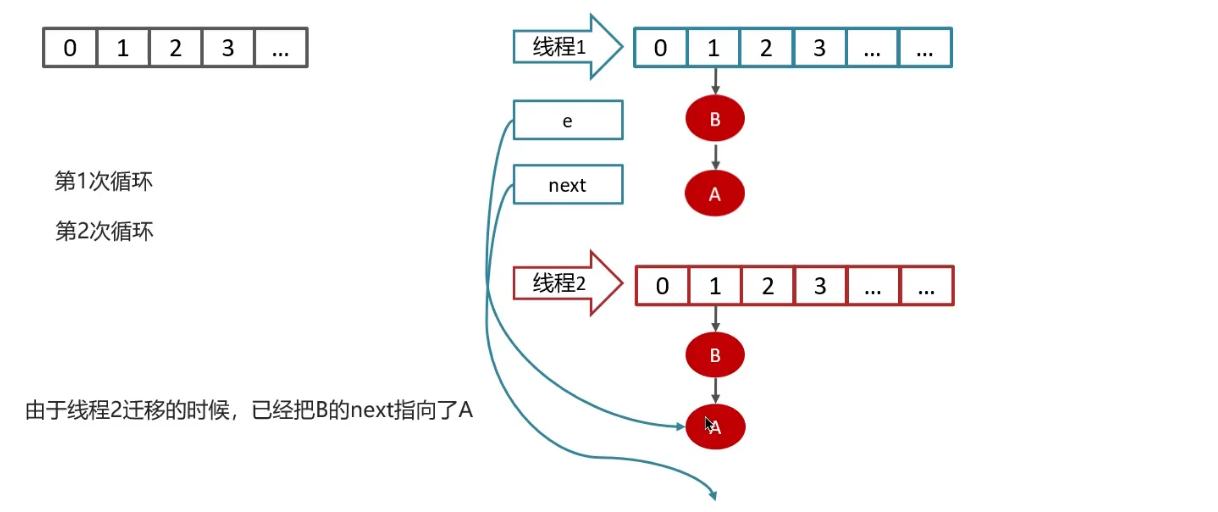 0 1 2 3 ...
线程1
0 1 2 3 ... ...
e
B
第1次循环
next
A
第2次循环
线程2
0 1 2 3 ... ...
B
由于线程2迁移的时候，已经把B的next指向了A
A